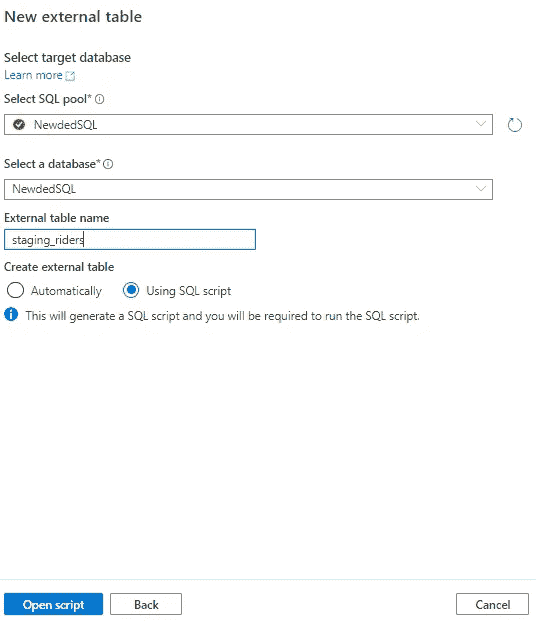 New external table
Select target database
Learn more
Select SQL pool*
NewdedSQL
Select a database*
NewdedSQL
External table name
staging_riders
Create external table
Automatically Using SQL script
This will generate a SQL script and you will be required to run the SQL script.
Open script Back Cancel